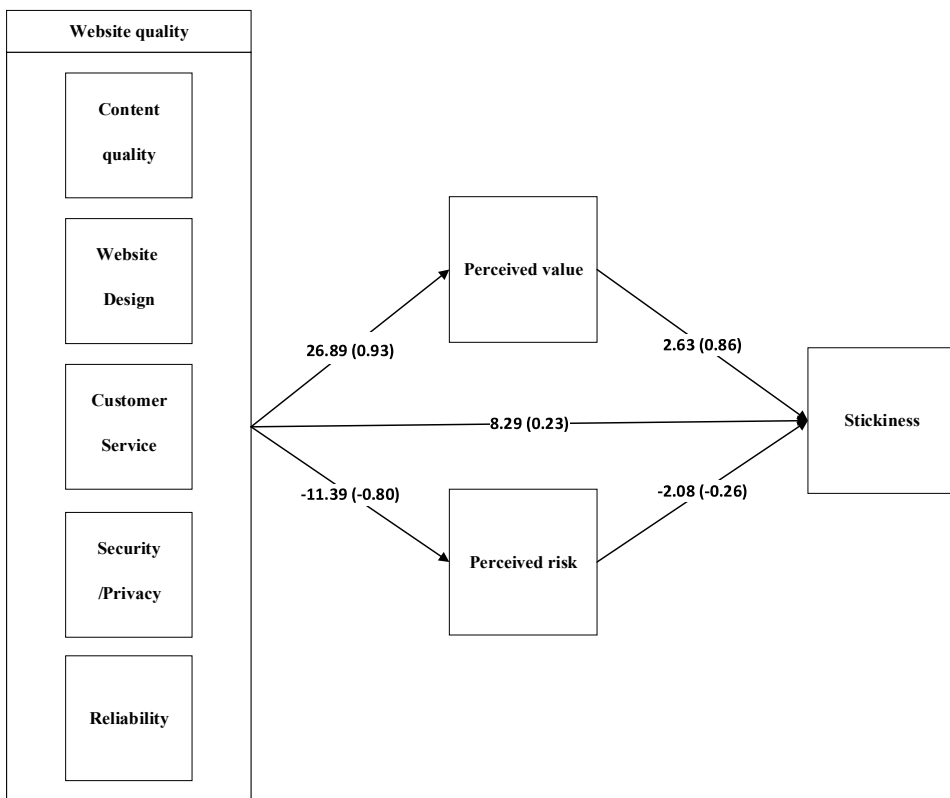 Website quality
Content
quality
Website
Design
Customer
Service
Security
/Privacy
Reliability
Perceived value
26.89 (0.93)
2.63 (0.86)
8.29 (0.23)
Stickiness
-11.39 (-0.80)
-2.08 (-0.26)
Perceived risk